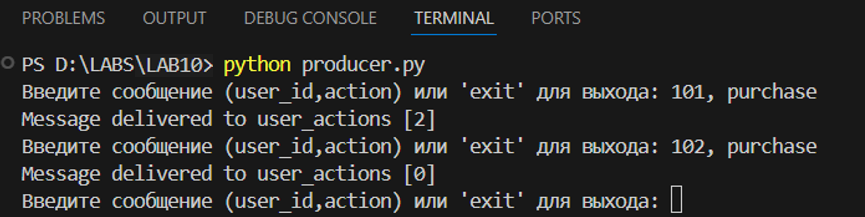 PROBLEMS OUTPUT DEBUG CONSOLE TERMINAL PORTS
PS D:\LABS\LAB10> python producer.py
Введите сообщение (user_id,action) или 'exit' для выхода: 101, purchase
Message delivered to user_actions [2]
Введите сообщение (user_id,action) или 'exit' для выхода: 102, purchase
Message delivered to user_actions [0]
Введите сообщение (user_id,action) или 'exit' для выхода: